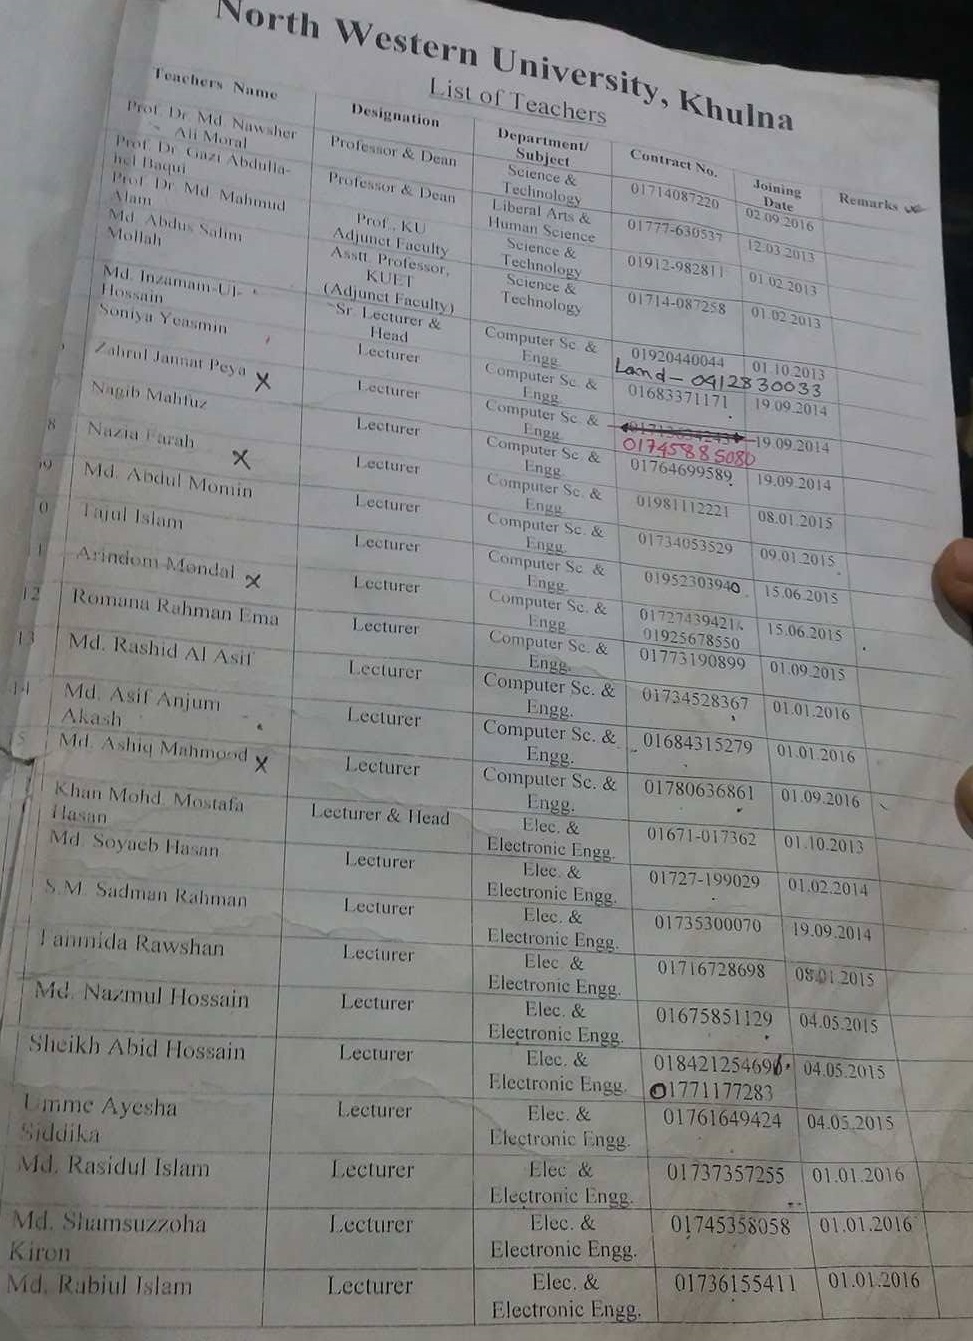 North Western University, Khulna
List of Teachers
Teachers Name Designation Department/ Subject Contract No. Joining Date Remarks
Prof. Dr. Md. Nawsher Ali Moral Professor & Dean Science & Technology 01714087220 02.09.2016
Prof. Dr. Gazi Abdulla-hel Baqui Professor & Dean Liberal Arts & Human Science 01777-630537 12.03.2013
Prof. Dr. Md. Mahmud Alam Prof., KU Adjunct Faculty Science & Technology 01912-982811 01.02.2013
Md. Abdus Salim Mollah Asstt. Professor, KUET (Adjunct Faculty) Science & Technology 01714-087258 01.02.2013
Md. Inzamam-Ul-Hossain Sr. Lecturer & Head Computer Sc. & Engg. 01920440044 01.10.2013
Land - 0412830033
Soniya Yeasmin Lecturer Computer Sc. & Engg. 01683371171 19.09.2014
Zahrul Jannat Peya X Lecturer Computer Sc. & Engg. 19.09.2014
01745885080
Nagib Mahfuz Lecturer Computer Sc. & Engg. 01764699589 19.09.2014
8 Nazia Farah X Lecturer Computer Sc. & Engg. 01981112221 08.01.2015
09 Md. Abdul Momin Lecturer Computer Sc. & Engg. 01734053529 09.01.2015
0 Tajul Islam Lecturer Computer Sc. & Engg. 01952303940 15.06.2015
1 Arindom Mondal X Lecturer Computer Sc. & Engg. 01727439421 15.06.2015
01925678550
12 Romana Rahman Ema Lecturer Computer Sc. & Engg. 01773190899 01.09.2015
13 Md. Rashid Al Asif Lecturer Computer Sc. & Engg. 01734528367 01.01.2016
14 Md. Asif Anjum Akash Lecturer Computer Sc. & Engg. 01684315279 01.01.2016
5 Md. Ashiq Mahmood X Lecturer Computer Sc. & Engg. 01780636861 01.09.2016
Khan Mohd. Mostafa Hasan Lecturer & Head Elec. & Electronic Engg. 01671-017362 01.10.2013
Md. Soyaeb Hasan Lecturer Elec. & Electronic Engg. 01727-199029 01.02.2014
S.M. Sadman Rahman Lecturer Elec. & Electronic Engg. 01735300070 19.09.2014
Fahmida Rawshan Lecturer Elec. & Electronic Engg. 01716728698 08.01.2015
Md. Nazmul Hossain Lecturer Elec. & Electronic Engg. 01675851129 04.05.2015
Sheikh Abid Hossain Lecturer Elec. & Electronic Engg. 018421254696 04.05.2015
01771177283
Umme Ayesha Siddika Lecturer Elec. & Electronic Engg. 01761649424 04.05.2015
Md. Rasidul Islam Lecturer Elec. & Electronic Engg. 01737357255 01.01.2016
Md. Shamsuzzoha Kiron Lecturer Elec. & Electronic Engg. 01745358058 01.01.2016
Md. Rabiul Islam Lecturer Elec. & Electronic Engg. 01736155411 01.01.2016